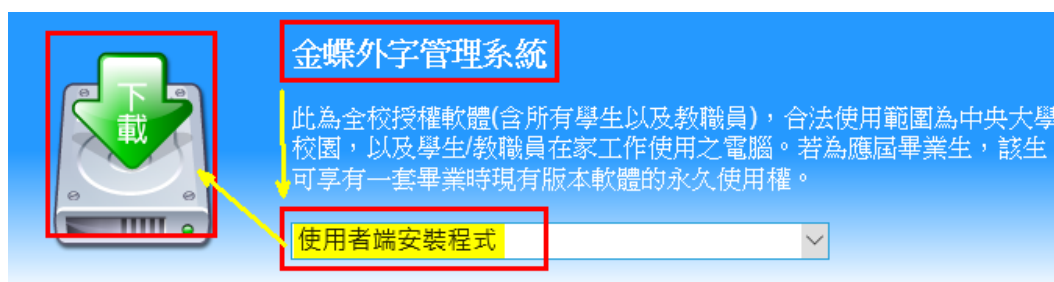 下
載
金蝶外字管理系統
此為全校授權軟體(含所有學生以及教職員)，合法使用範圍為中央大學
校園，以及學生/教職員在家工作使用之電腦。若為應屆畢業生，該生
可享有一套畢業時現有版本軟體的永久使用權。
使用者端安裝程式